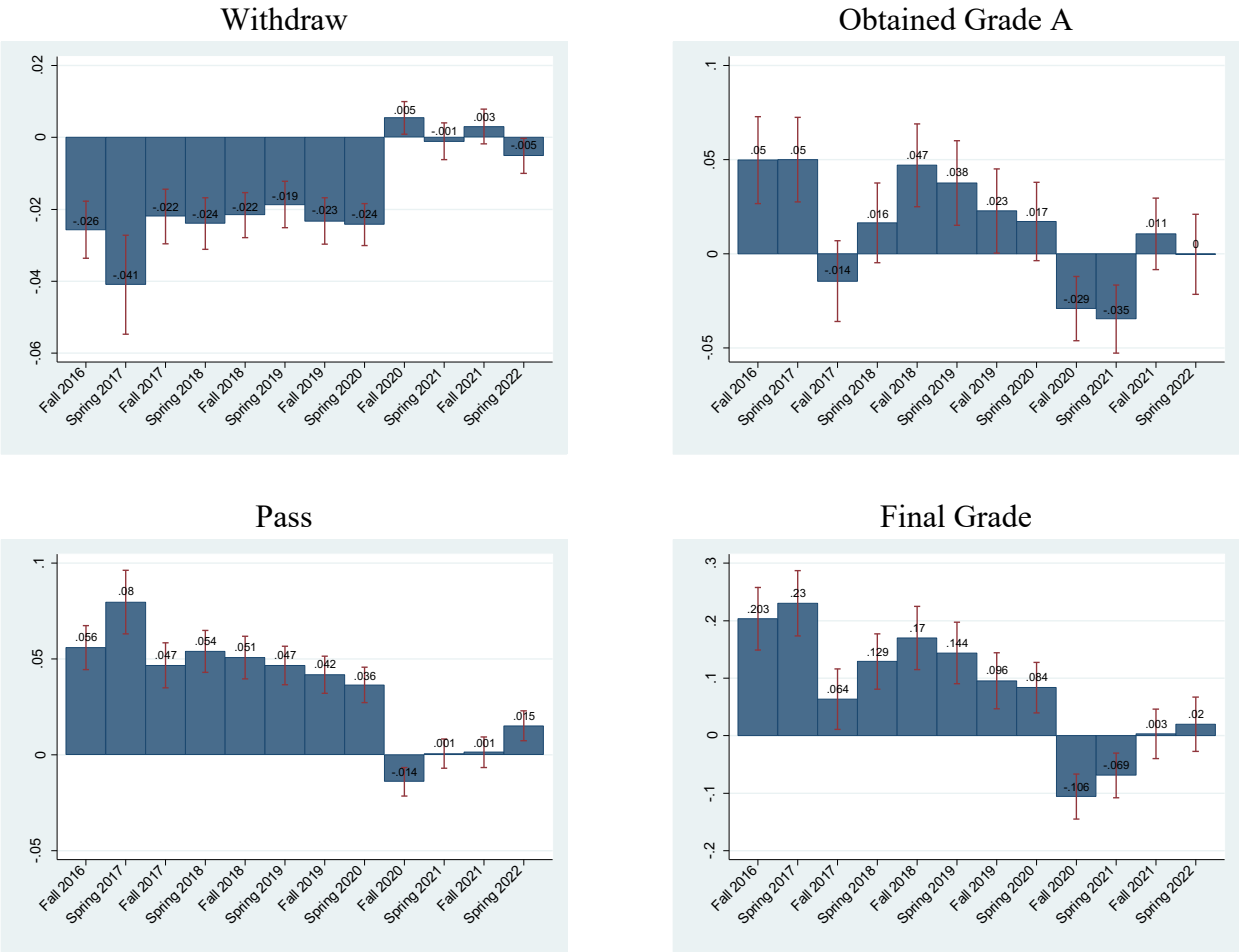 Withdraw
.02
0
-.02
-.04
-.06
-.026
-.041
-.022
-.024
-.022
-.019
-.023
-.024
.005
-.001
.003
-.005
Fall 2016
Spring 2017
Fall 2017
Spring 2018
Fall 2018
Spring 2019
Fall 2019
Spring 2020
Fall 2020
Spring 2021
Fall 2021
Spring 2022
Obtained Grade A
.1
.05
0
-.05
.05
.05
-.014
.016
.047
.038
.023
.017
-.029
-.035
.011
0
Fall 2016
Spring 2017
Fall 2017
Spring 2018
Fall 2018
Spring 2019
Fall 2019
Spring 2020
Fall 2020
Spring 2021
Fall 2021
Spring 2022
Pass
.1
.05
0
-.05
.056
.08
.047
.054
.051
.047
.042
.036
-.014
.001
.001
.015
Fall 2016
Spring 2017
Fall 2017
Spring 2018
Fall 2018
Spring 2019
Fall 2019
Spring 2020
Fall 2020
Spring 2021
Fall 2021
Spring 2022
Final Grade
.3
.2
.1
0
-.1
-.2
.203
.23
.064
.129
.17
.144
.096
.084
-.106
-.069
.003
.02
Fall 2016
Spring 2017
Fall 2017
Spring 2018
Fall 2018
Spring 2019
Fall 2019
Spring 2020
Fall 2020
Spring 2021
Fall 2021
Spring 2022